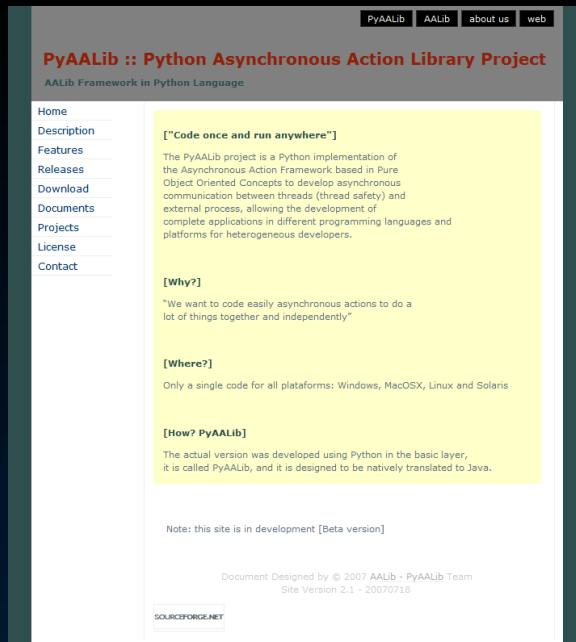 PyAALib AALib about us web
PyAALib :: Python Asynchronous Action Library Project
AALib Framework in Python Language
Home
Description
Features
Releases
Download
Documents
Projects
License
Contact
["Code once and run anywhere"]
The PyAALib project is a Python implementation of
the Asynchronous Action Framework based in Pure
Object Oriented Concepts to develop asynchronous
communication between threads (thread safety) and
external process, allowing the development of
complete applications in different programming languages and
platforms for heterogeneous developers.
[Why?]
“We want to code easily asynchronous actions to do a
lot of things together and independently”
[Where?]
Only a single code for all plataforms: Windows, MacOSX, Linux and Solaris
[How? PyAALib]
The actual version was developed using Python in the basic layer,
it is called PyAALib, and it is designed to be natively translated to Java.
Note: this site is in development [Beta version]
Document Designed by © 2007 AALib - PyAALib Team
Site Version 2.1 - 20070718
SOURCEFORGE.NET